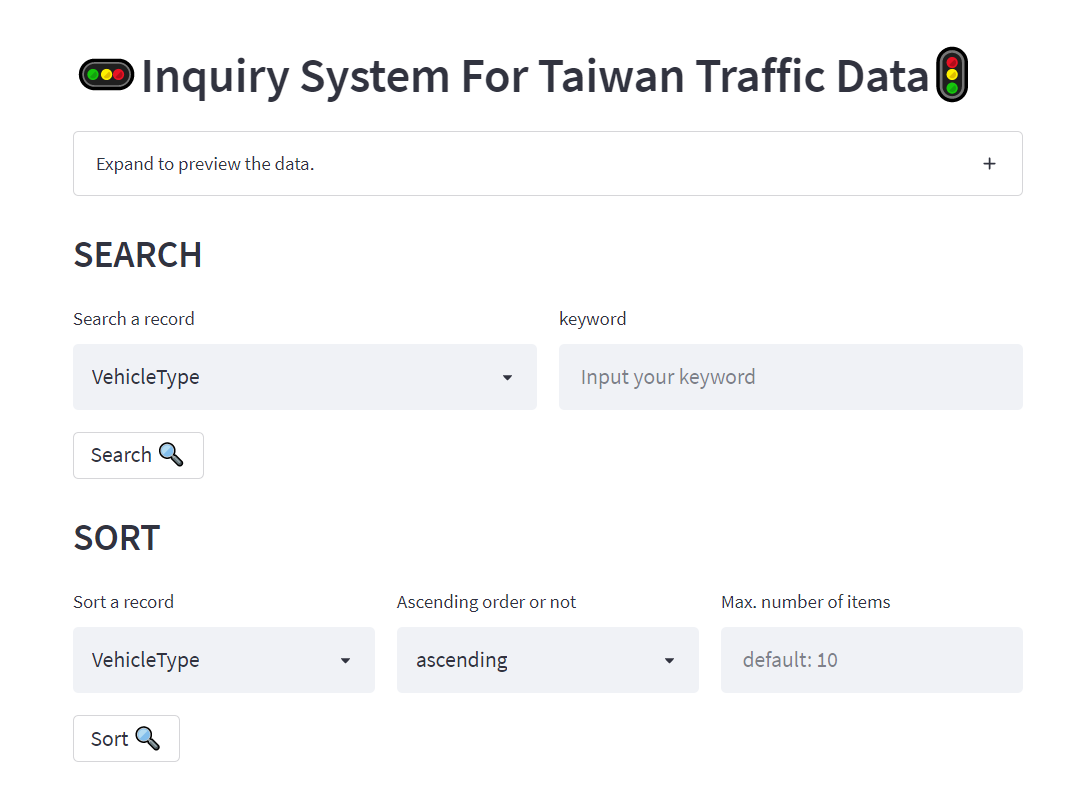 Inquiry System For Taiwan Traffic Data
Expand to preview the data.
SEARCH
Search a record
keyword
VehicleType
Input your keyword
Search
SORT
Sort a record
Ascending order or not
Max. number of items
VehicleType
ascending
default: 10
Sort